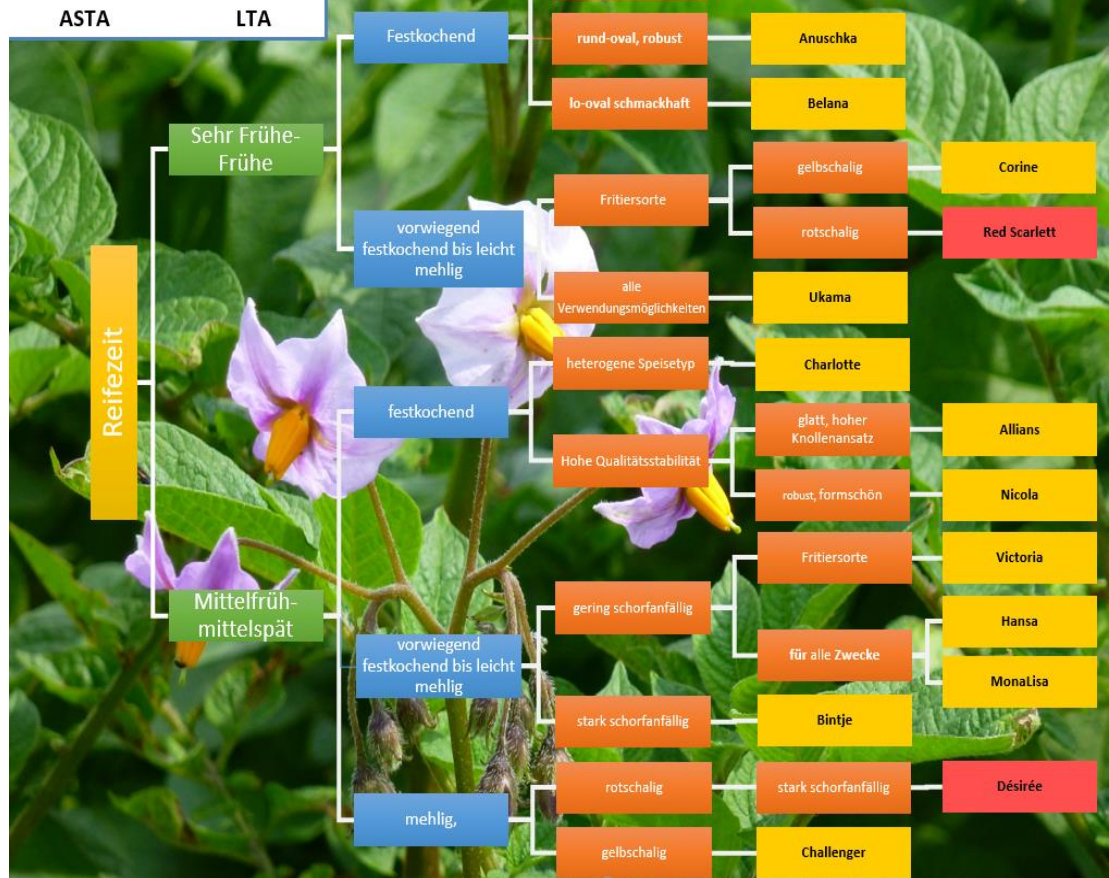 ASTA LTA
Festkochend
rund-oval, robust
Anuschka
lo-oval schmackhaft
Belana
Sehr Frühe-
Frühe
vorwiegend
festkochend bis leicht
mehlig
Fritiersorte
gelbschalig
Corine
rotschalig
Red Scarlett
alle
Verwendungsmöglichkeiten
Ukama
Reifezeit
heterogene Speisetyp
Charlotte
festkochend
Hohe Qualitätsstabilität
glatt, hoher
Knollenansatz
Allians
robust, formschön
Nicola
Mittelfrüh-
mittelspät
vorwiegend
festkochend bis leicht
mehlig
gering schorfanfällig
Fritiersorte
Victoria
für alle Zwecke
Hansa
MonaLisa
stark schorfanfällig
Bintje
mehlig,
rotschalig
stark schorfanfällig
Désirée
gelbschalig
Challenger